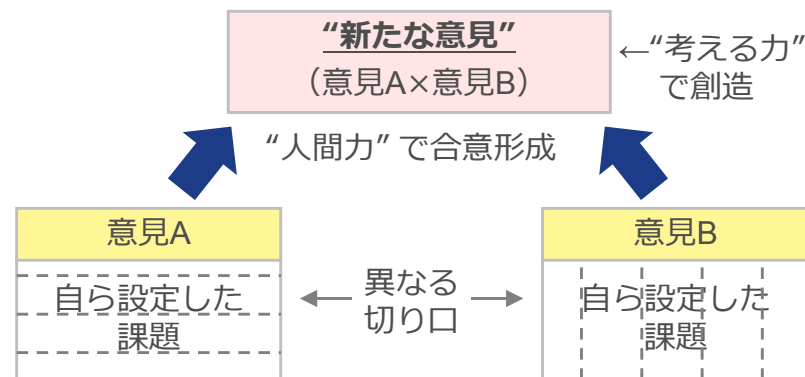 “新たな意見”
（意見A×意見B）
←“考える力”
で創造
“人間力” で合意形成
意見A
意見B
自ら設定した
課題
異なる
切り口
自ら設定した
課題